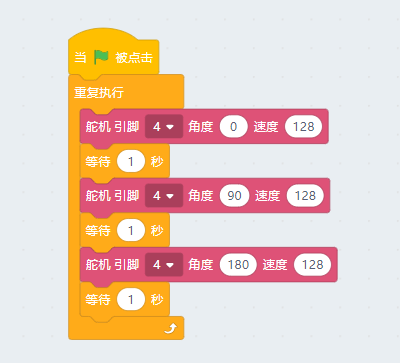 当 被点击
重复执行
舵机 引脚 4 角度 0 速度 128
等待 1 秒
舵机 引脚 4 角度 90 速度 128
等待 1 秒
舵机 引脚 4 角度 180 速度 128
等待 1 秒